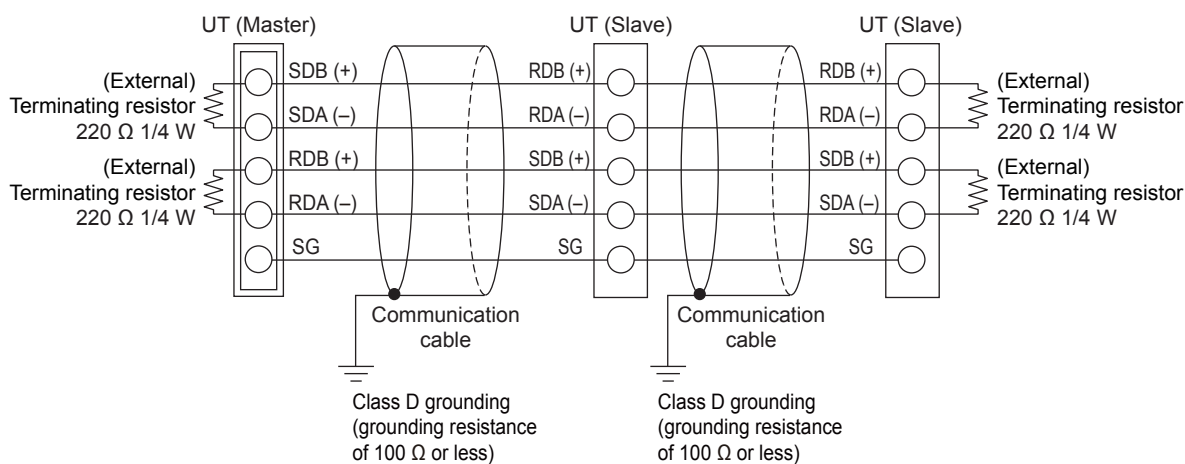 UT (Master)
UT (Slave)
UT (Slave)
(External)
Terminating resistor
220 Ω 1/4 W
(External)
Terminating resistor
220 Ω 1/4 W
SDB (+)
SDA (–)
RDB (+)
RDA (–)
SG
RDB (+)
RDA (–)
SDB (+)
SDA (–)
SG
RDB (+)
RDA (–)
SDB (+)
SDA (–)
SG
(External)
Terminating resistor
220 Ω 1/4 W
(External)
Terminating resistor
220 Ω 1/4 W
Communication
cable
Communication
cable
Class D grounding
(grounding resistance
of 100 Ω or less)
Class D grounding
(grounding resistance
of 100 Ω or less)